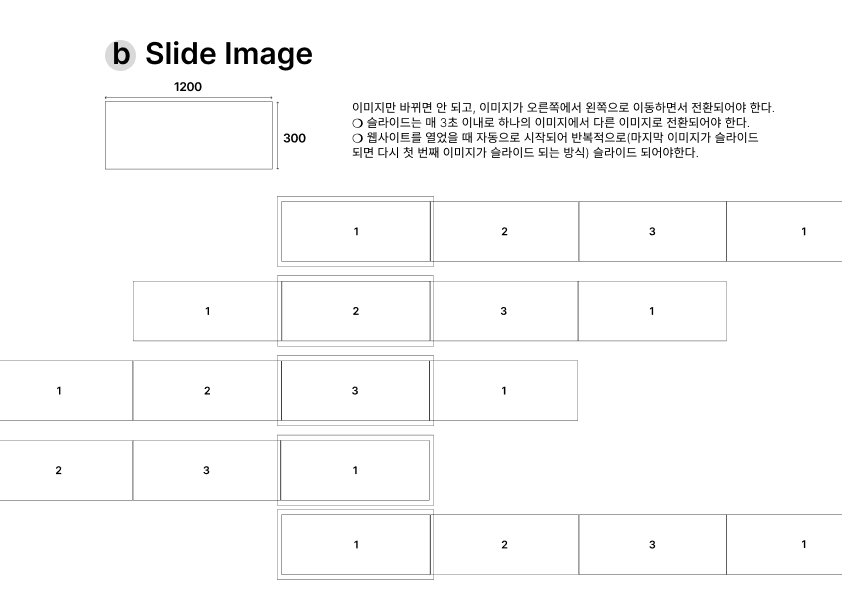 b Slide Image
1200
300
이미지만 바뀌면 안 되고, 이미지가 오른쪽에서 왼쪽으로 이동하면서 전환되어야 한다.
❍ 슬라이드는 매 3초 이내로 하나의 이미지에서 다른 이미지로 전환되어야 한다.
❍ 웹사이트를 열었을 때 자동으로 시작되어 반복적으로(마지막 이미지가 슬라이드
되면 다시 첫 번째 이미지가 슬라이드 되는 방식) 슬라이드 되어야한다.
1 2 3 1
1 2 3 1
1 2 3 1
2 3 1
1 2 3 1